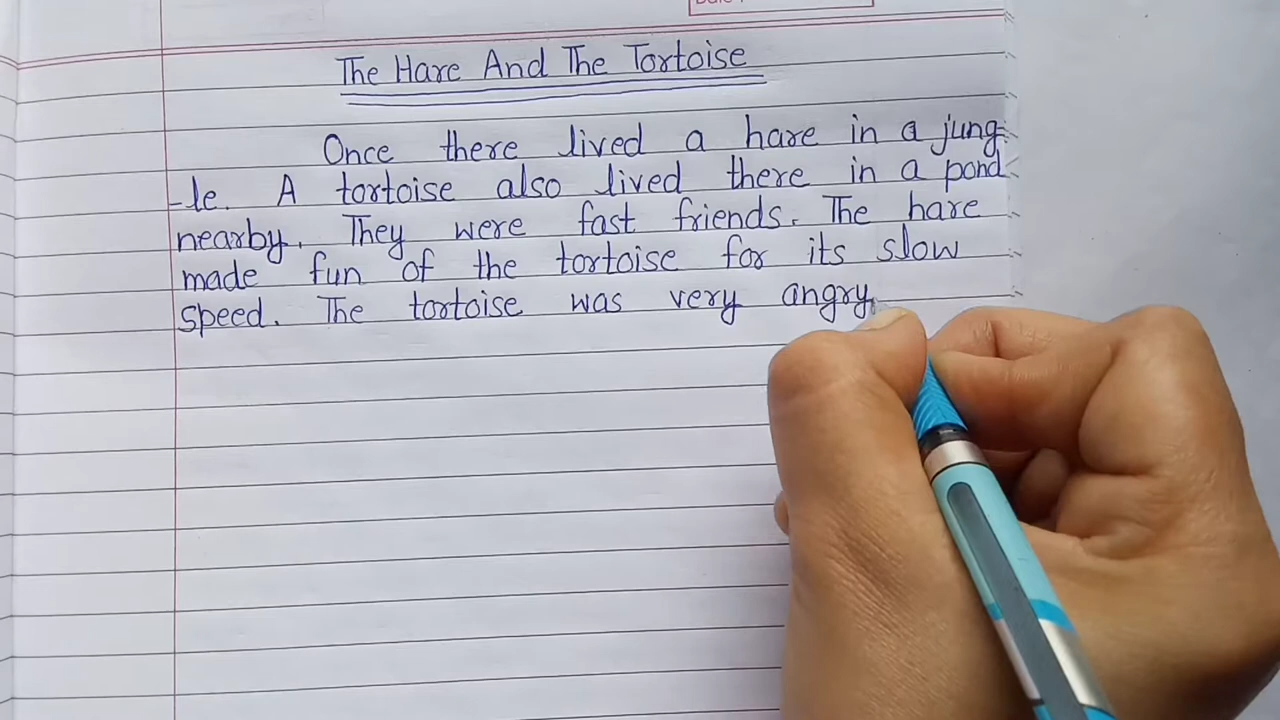 The Hare And The Tortoise
Once there lived a hare in a jung-
-le. A tortoise also lived there in a pond
nearby. They were fast friends. The hare
made fun of the tortoise for its slow
speed. The tortoise was very angry